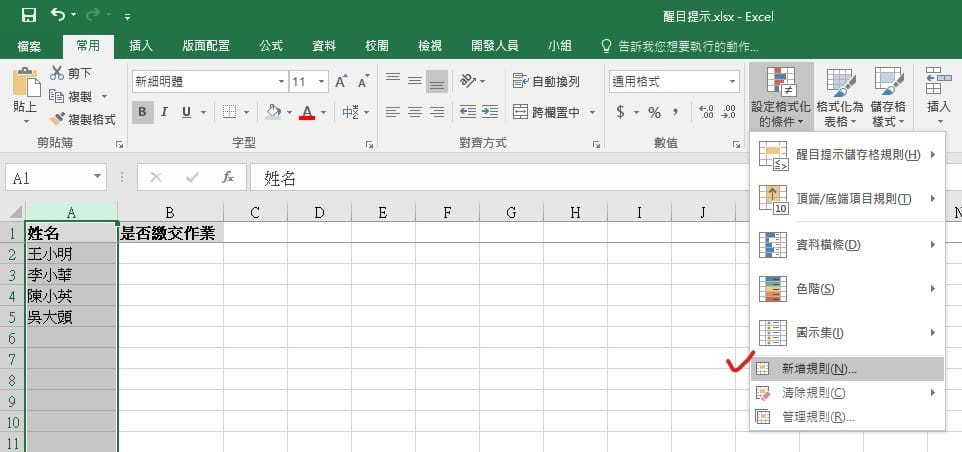 醒目提示.xlsx - Excel
檔案 常用 插入 版面配置 公式 資料 校閱 檢視 開發人員 小組 告訴我您想要執行的動作...
貼上
剪下
複製
複製格式
剪貼簿
新細明體 11
A A
B I U A 中
字型
自動換列
跨欄置中
對齊方式
通用格式
$ % , .00
數值
設定格式化的條件
格式化為表格
儲存格樣式
插入
A1 fx 姓名
A B C D E F G H I J N
1 姓名 是否繳交作業
2 王小明
3 李小華
4 陳小英
5 吳大頭
6
7
8
9
10
11
醒目提示儲存格規則(H)
頂端/底端項目規則(T)
資料橫條(D)
色階(S)
圖示集(I)
新增規則(N)...
清除規則(C)
管理規則(R)...